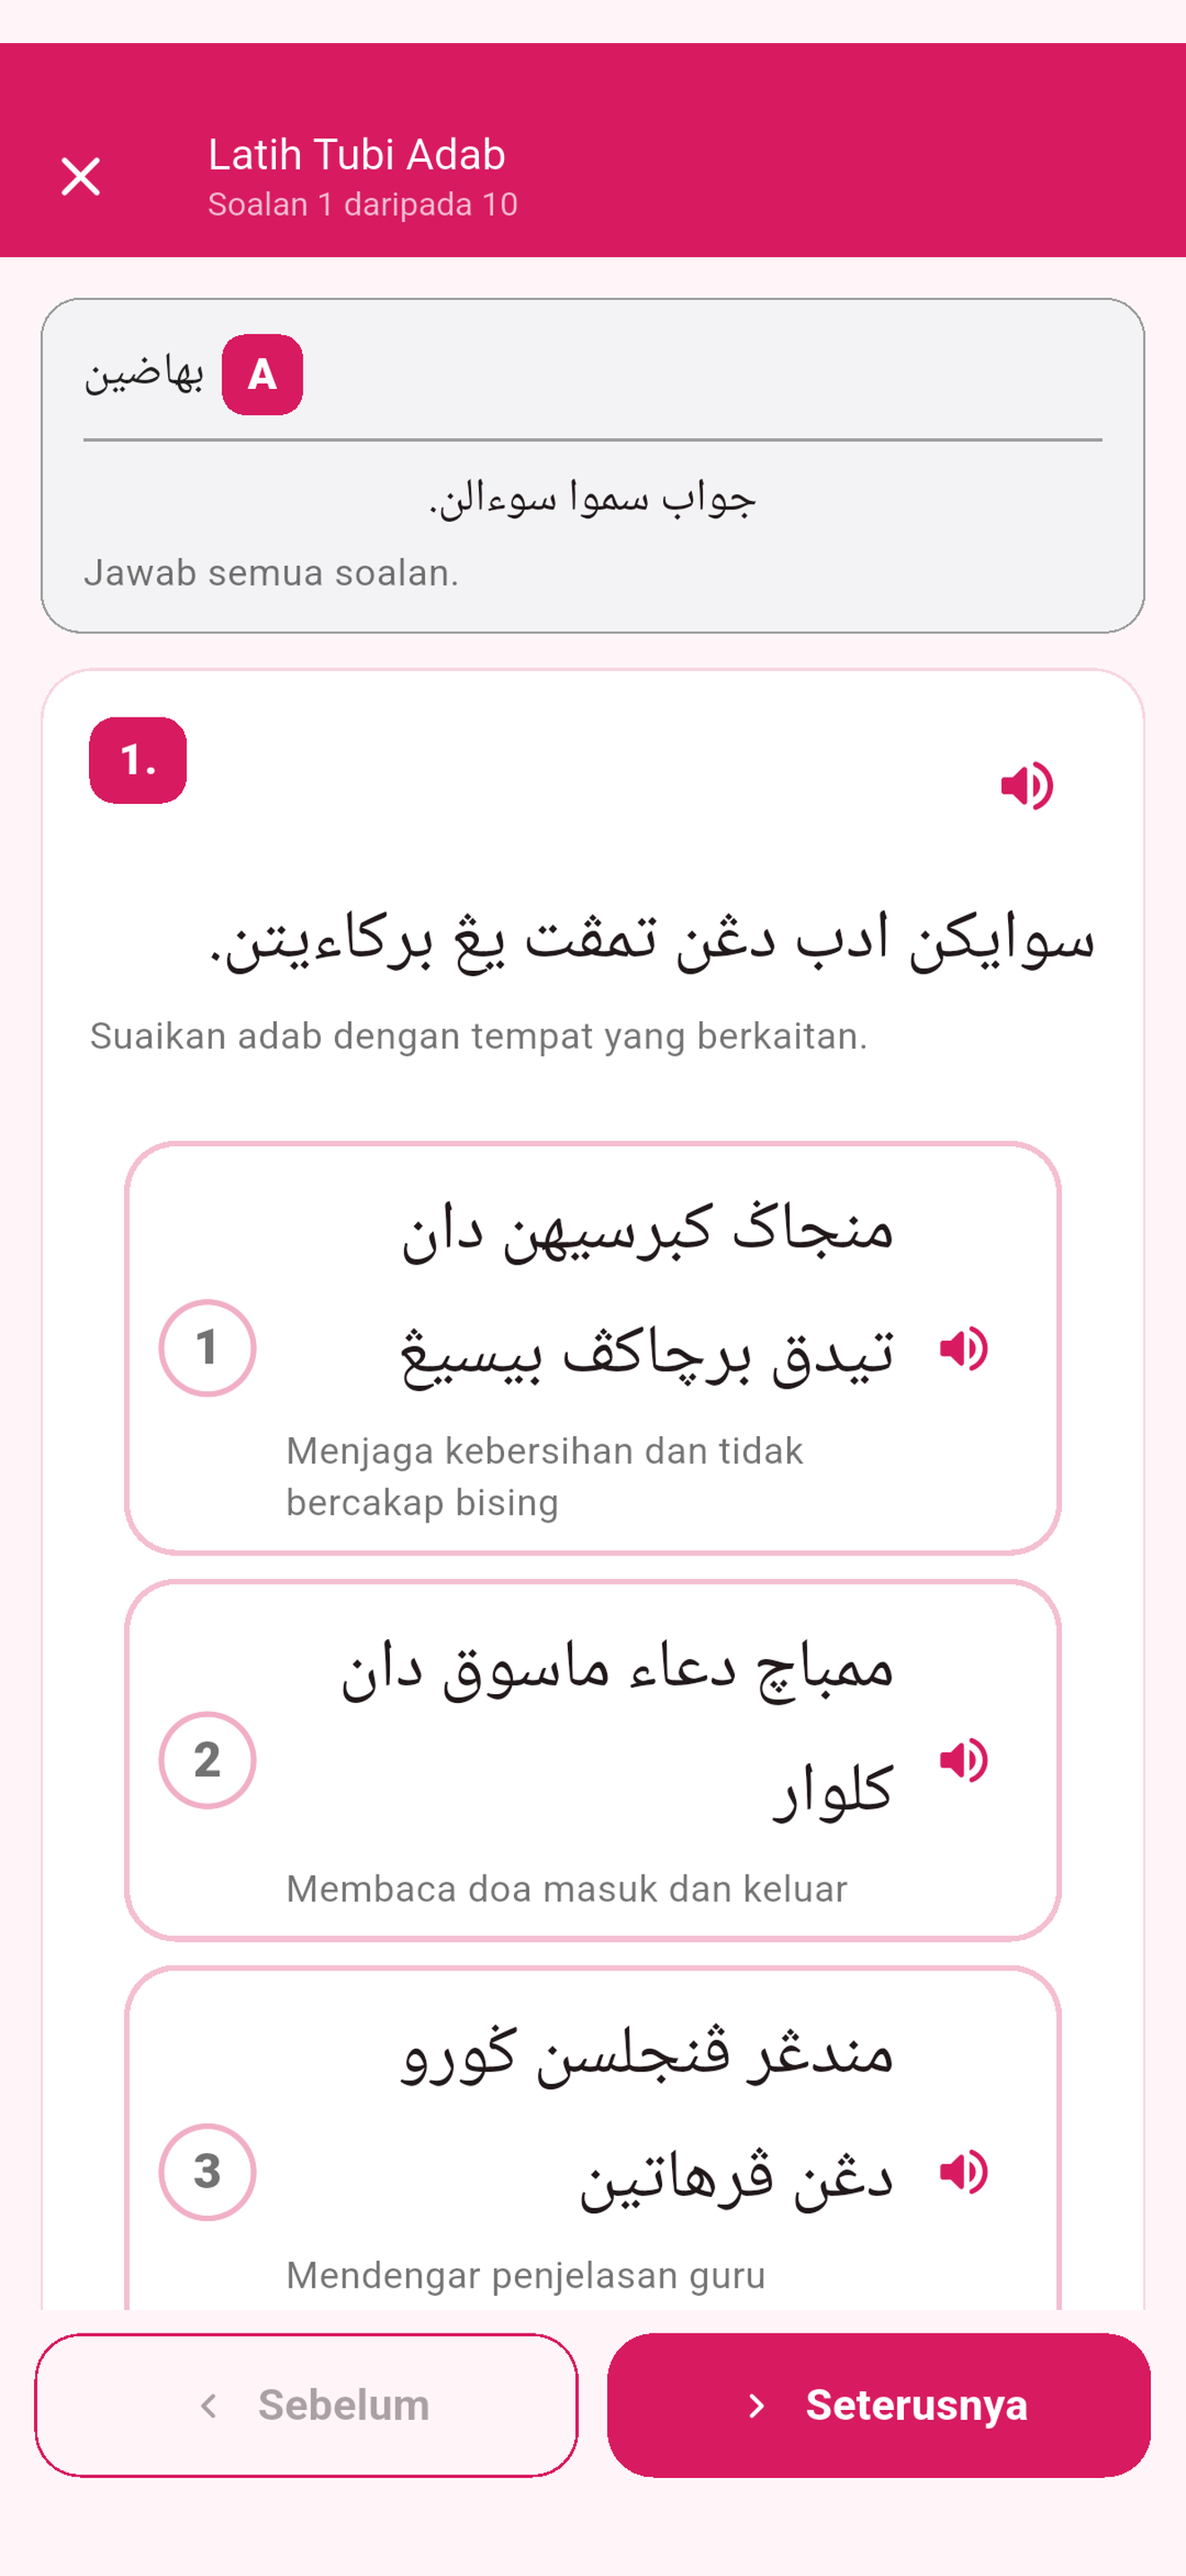 Latih Tubi Adab
Soalan 1 daripada 10
بهاضين A
جواب سموا سوءالن.
Jawab semua soalan.
1.
سوايکن ادب دڠن تمڤت يڠ برکاءيتن.
Suaikan adab dengan tempat yang berkaitan.
منجاݢ کبرسيهن دان
1
تيدق برچاکڤ بيسيڠ
Menjaga kebersihan dan tidak
bercakap bising
ممباچ دعاء ماسوق دان
2
کلوار
Membaca doa masuk dan keluar
مندڠر ڤنجلسن ݢورو
3
دڠن ڤرهاتين
Mendengar penjelasan guru
Sebelum
Seterusnya